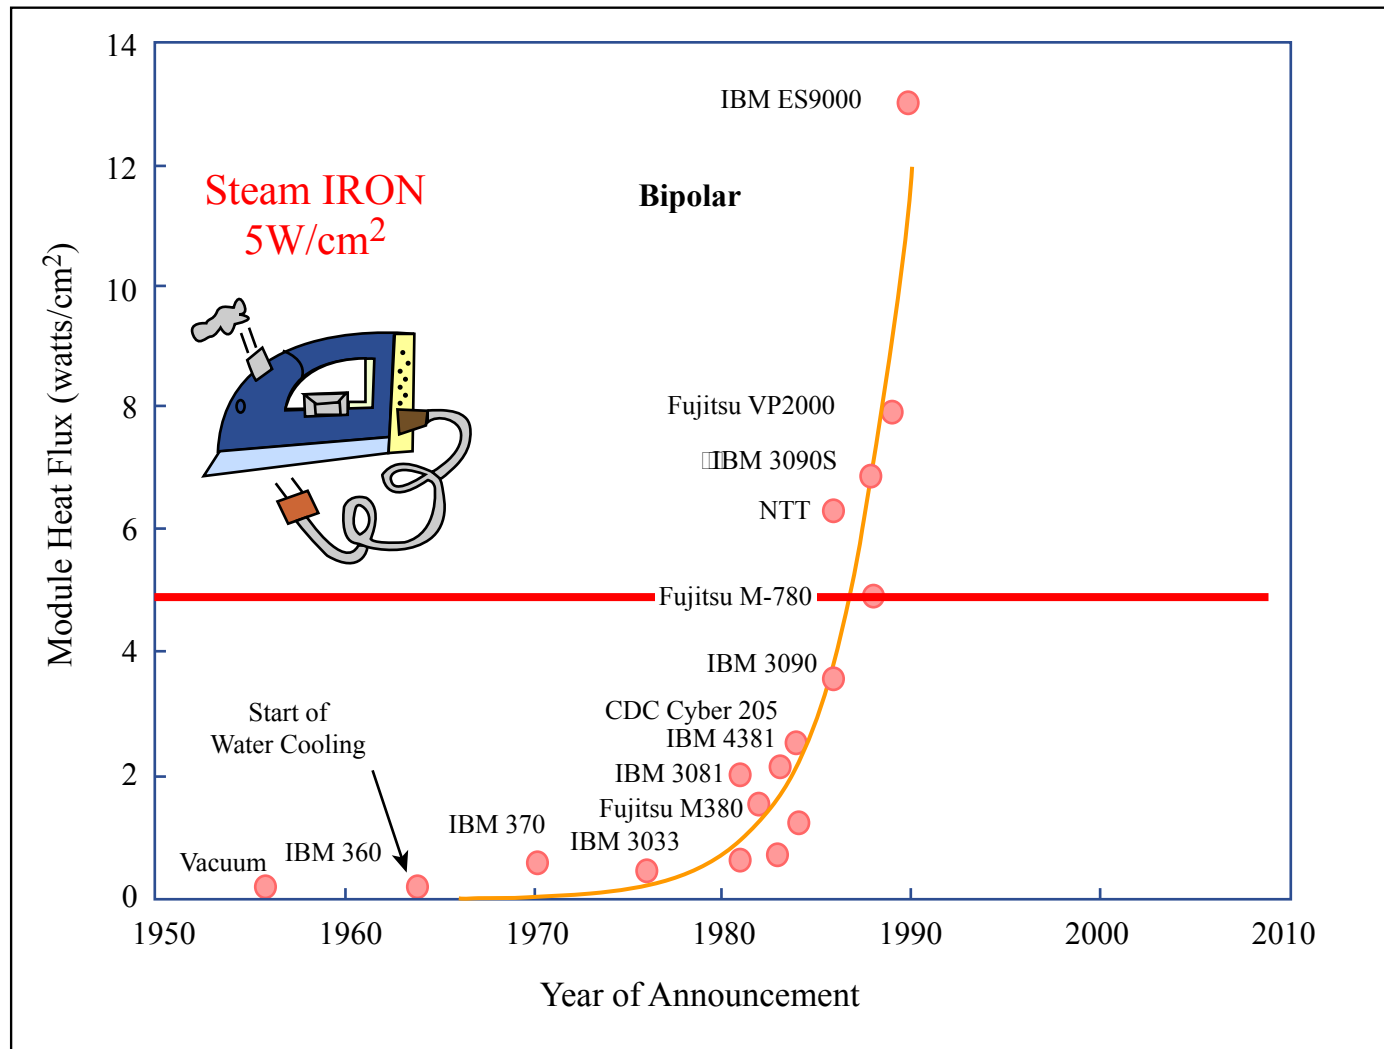 14
12
10
8
6
4
2
0
Module Heat Flux (watts/cm²)
Steam IRON
5W/cm²
Bipolar
IBM ES9000
Fujitsu VP2000
IBM 3090S
NTT
Fujitsu M-780
IBM 3090
CDC Cyber 205
IBM 4381
IBM 3081
Fujitsu M380
IBM 3033
IBM 370
Start of
Water Cooling
IBM 360
Vacuum
1950 1960 1970 1980 1990 2000 2010
Year of Announcement